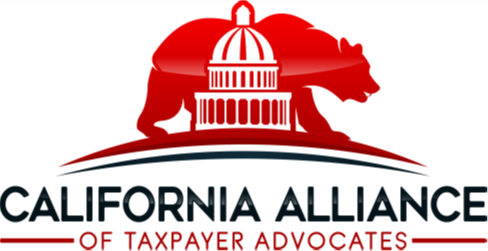 CALIFORNIA ALLIANCE
OF TAXPAYER ADVOCATES